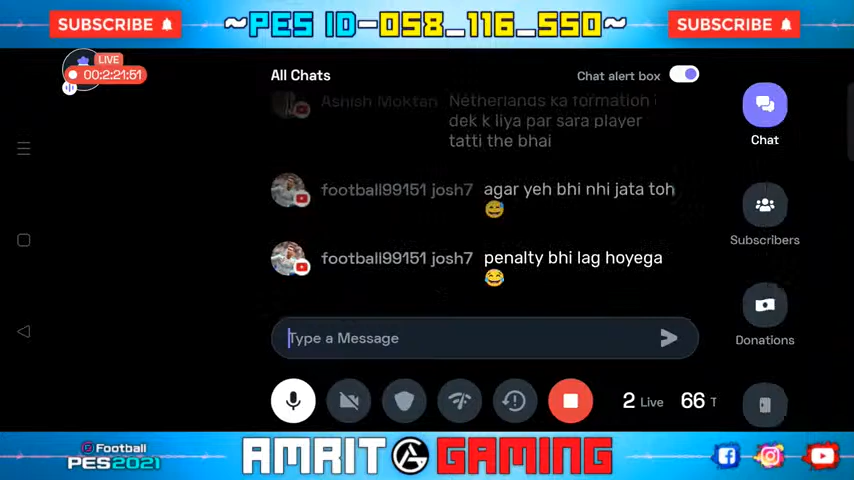 SUBSCRIBE
~PES ID-058_116_550~
SUBSCRIBE
LIVE
00:2:21:51
All Chats
Chat alert box
Ashish Moktan
Netherlands ka formation
dek k liya par sara player
tatti the bhai
Chat
football99151 josh7
agar yeh bhi nhi jata toh
😅
Subscribers
football99151 josh7
penalty bhi lag hoyega
😂
Donations
Type a Message
2 Live
66 T
eFootball
PES2021
AMRIT GAMING